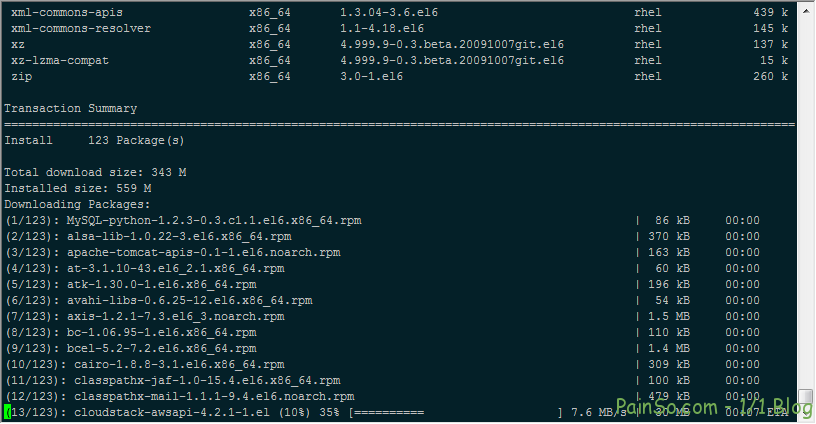 xml-commons-apis x86_64 1.3.04-3.6.el6 rhel 439 k
xml-commons-resolver x86_64 1.1-4.18.el6 rhel 145 k
xz x86_64 4.999.9-0.3.beta.20091007git.el6 rhel 137 k
xz-lzma-compat x86_64 4.999.9-0.3.beta.20091007git.el6 rhel 15 k
zip x86_64 3.0-1.el6 rhel 260 k
Transaction Summary
================================================================================
Install 123 Package(s)
Total download size: 343 M
Installed size: 559 M
Downloading Packages:
(1/123): MySQL-python-1.2.3-0.3.c1.1.el6.x86_64.rpm | 86 kB 00:00
(2/123): alsa-lib-1.0.22-3.el6.x86_64.rpm | 370 kB 00:00
(3/123): apache-tomcat-apis-0.1-1.el6.noarch.rpm | 163 kB 00:00
(4/123): at-3.1.10-43.el6_2.1.x86_64.rpm | 60 kB 00:00
(5/123): atk-1.30.0-1.el6.x86_64.rpm | 196 kB 00:00
(6/123): avahi-libs-0.6.25-12.el6.x86_64.rpm | 54 kB 00:00
(7/123): axis-1.2.1-7.3.el6_3.noarch.rpm | 1.5 MB 00:00
(8/123): bc-1.06.95-1.el6.x86_64.rpm | 110 kB 00:00
(9/123): bcel-5.2-7.2.el6.x86_64.rpm | 1.4 MB 00:00
(10/123): cairo-1.8.8-3.1.el6.x86_64.rpm | 309 kB 00:00
(11/123): classpathx-jaf-1.0-15.4.el6.x86_64.rpm | 100 kB 00:00
(12/123): classpathx-mail-1.1.1-9.4.el6.noarch.rpm | 479 kB 00:00
(13/123): cloudstack-awsapi-4.2.1-1.el (10%) 35% [========== ] 7.6 MB/s | 30 MB 00:07 ETA
PainSo.com - 1/1 Blog